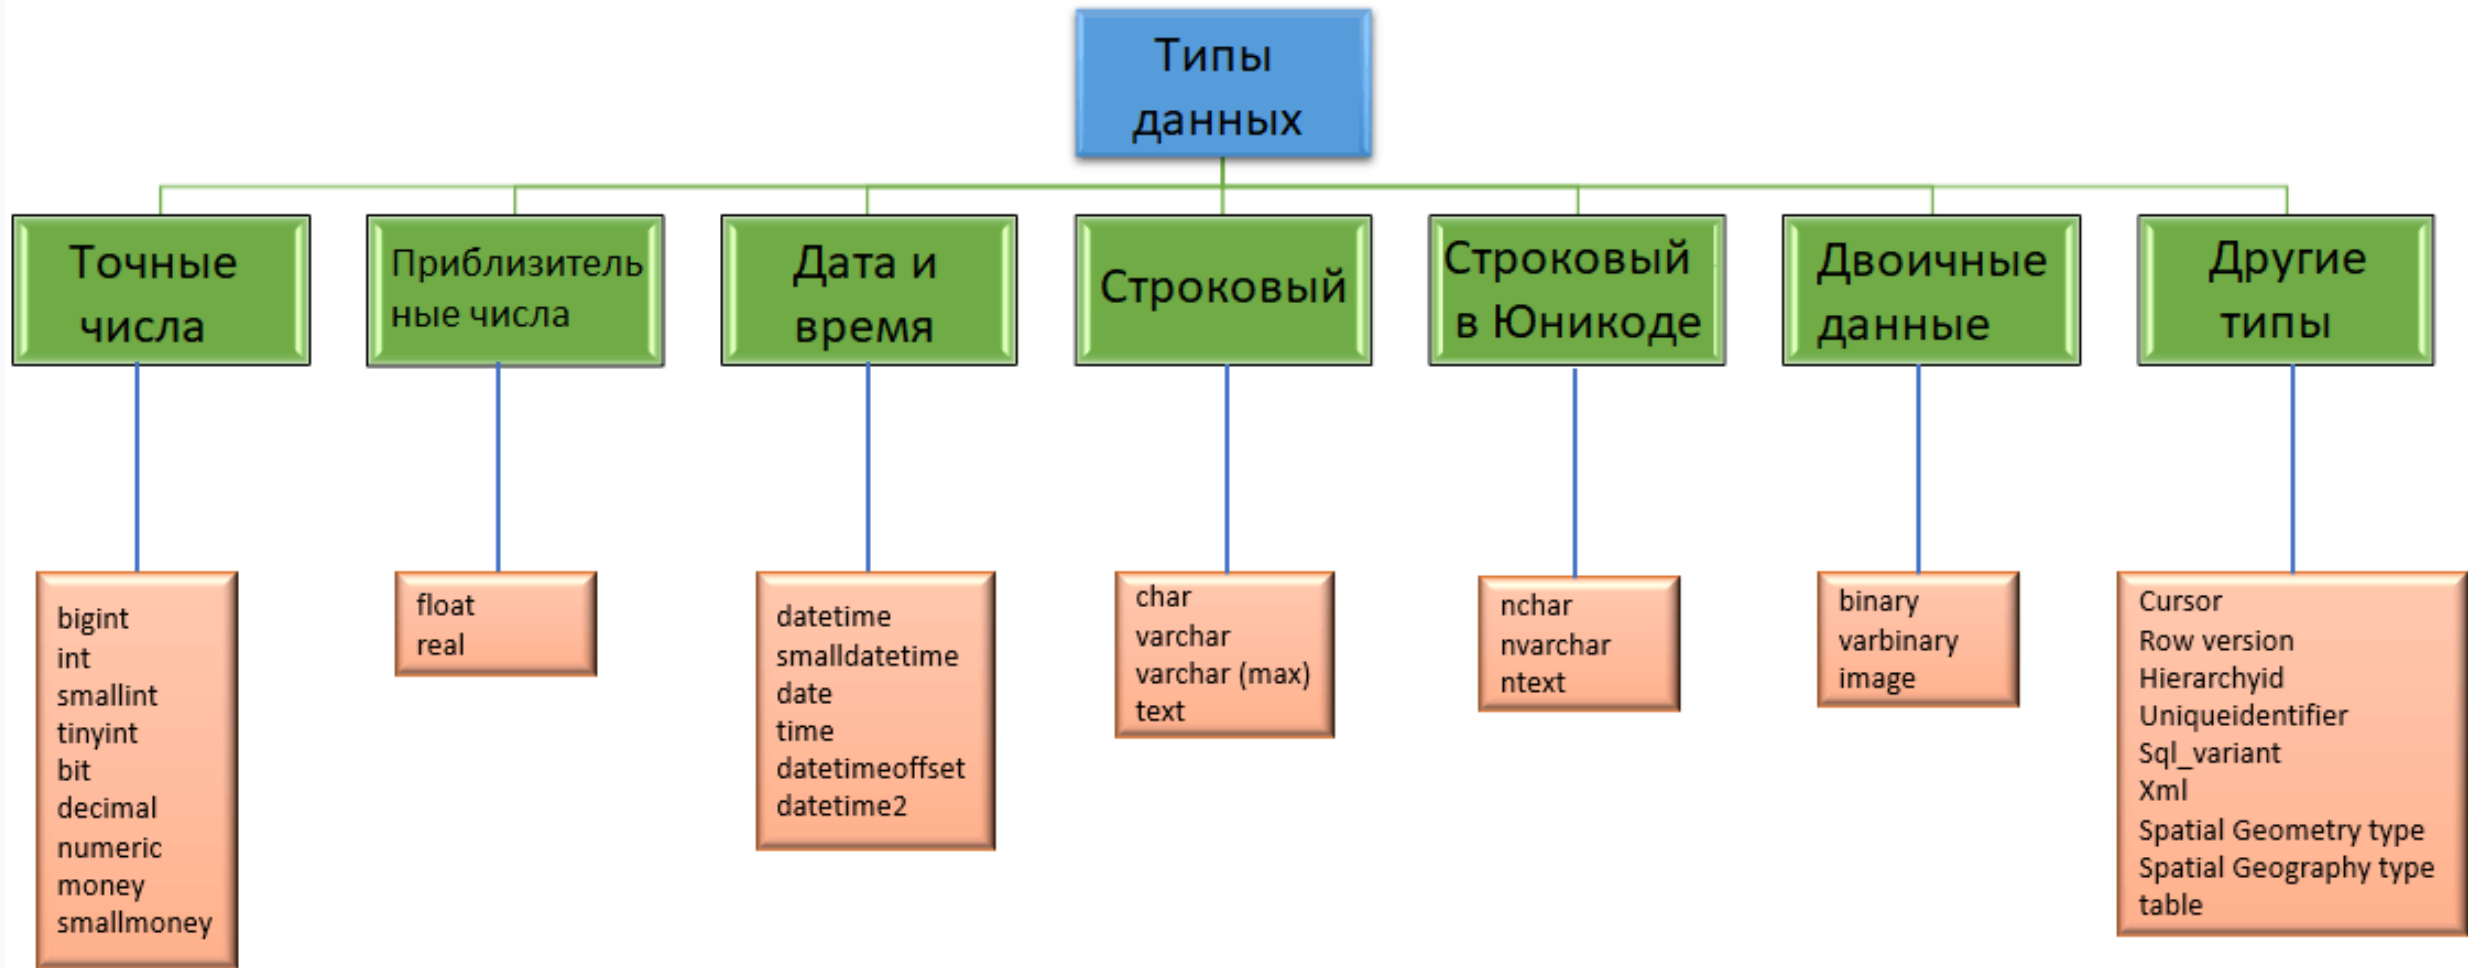 Типы
данных
Точные
числа
Приблизитель
ные числа
Дата и
время
Строковый
Строковый
в Юникоде
Двоичные
данные
Другие
типы
bigint
int
smallint
tinyint
bit
decimal
numeric
money
smallmoney
float
real
datetime
smalldatetime
date
time
datetimeoffset
datetime2
char
varchar
varchar (max)
text
nchar
nvarchar
ntext
binary
varbinary
image
Cursor
Row version
Hierarchyid
Uniqueidentifier
Sql_variant
Xml
Spatial Geometry type
Spatial Geography type
table